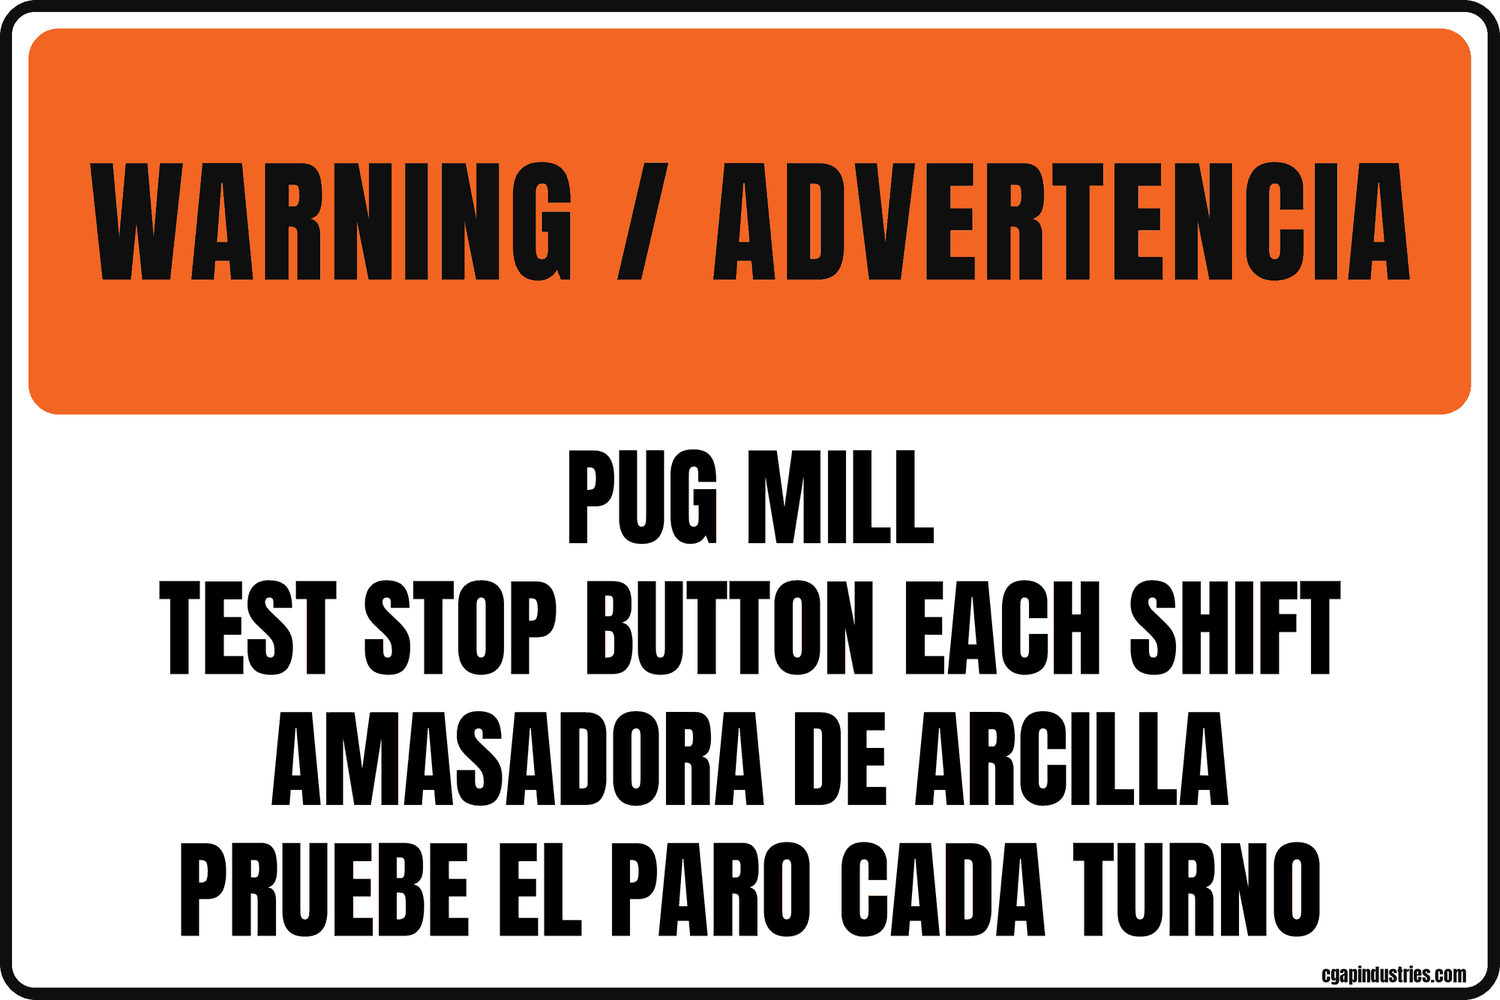 WARNING / ADVERTENCIA
PUG MILL
TEST STOP BUTTON EACH SHIFT
AMASADORA DE ARCILLA
PRUEBE EL PARO CADA TURNO
cgapindustries.com